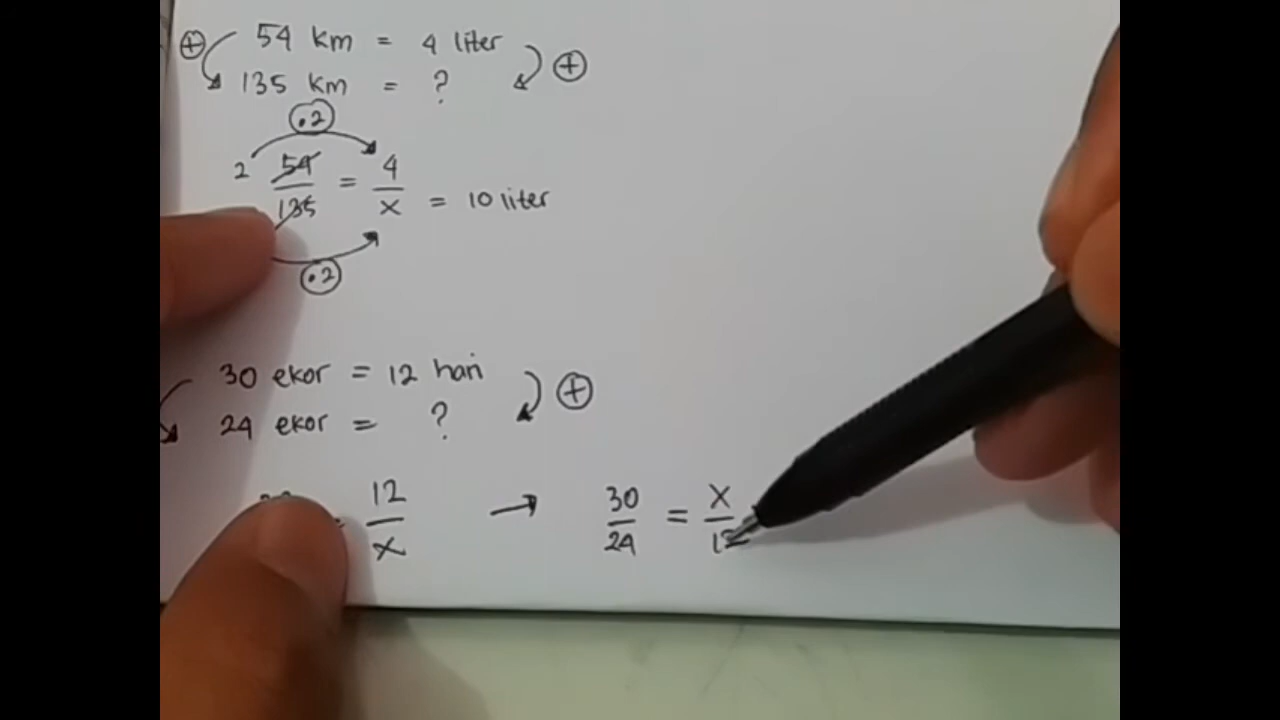 ⊕ 54 km = 4 liter ⊕
135 km = ?
.2
2 54/135 = 4/x = 10 liter
.2
30 ekor = 12 hari ⊕
24 ekor = ?
= 12/x → 30/24 = x/12